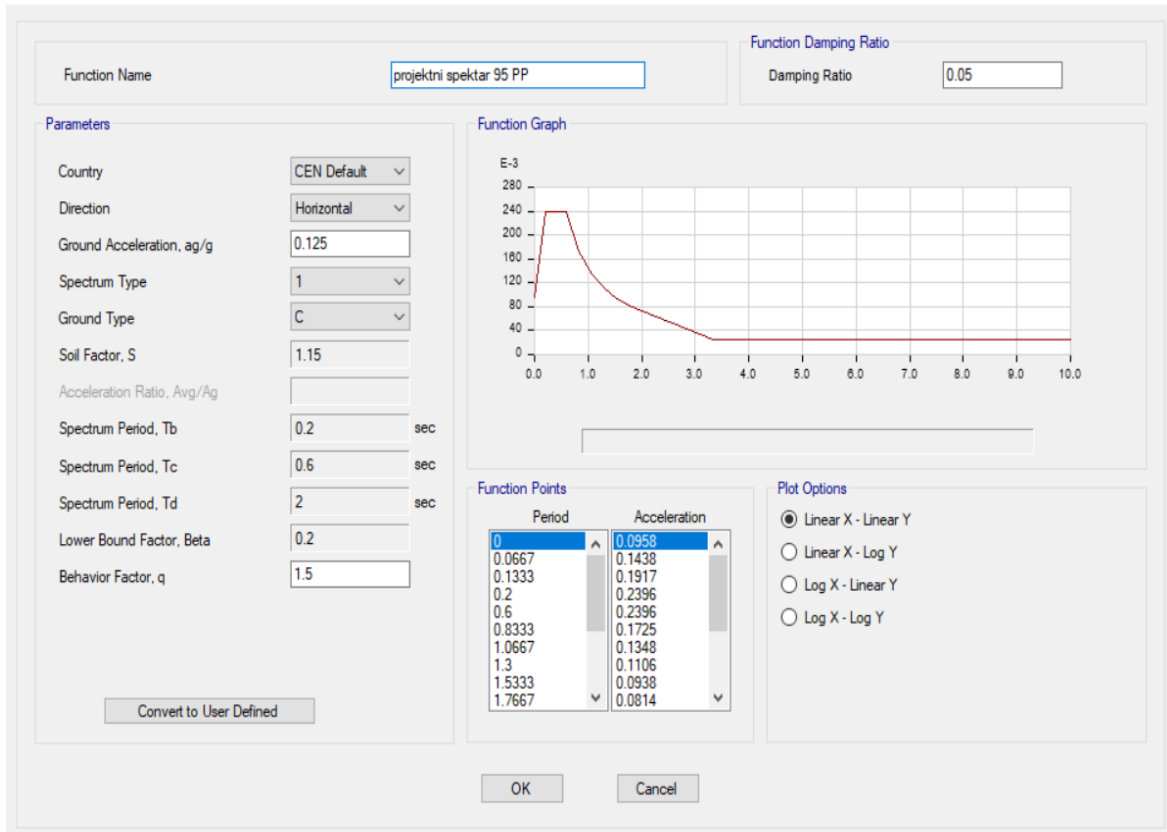 Function Name
projektni spektar 95 PP
Function Damping Ratio
Damping Ratio 0.05
Parameters
Country CEN Default
Direction Horizontal
Ground Acceleration, ag/g 0.125
Spectrum Type 1
Ground Type C
Soil Factor, S 1.15
Acceleration Ratio, Avg/Ag
Spectrum Period, Tb 0.2 sec
Spectrum Period, Tc 0.6 sec
Spectrum Period, Td 2 sec
Lower Bound Factor, Beta 0.2
Behavior Factor, q 1.5
Convert to User Defined
Function Graph
E-3
280
240
200
160
120
80
40
0
0.0 1.0 2.0 3.0 4.0 5.0 6.0 7.0 8.0 9.0 10.0
Function Points
Period Acceleration
0 0.0958
0.0667 0.1438
0.1333 0.1917
0.2 0.2396
0.6 0.2396
0.8333 0.1725
1.0667 0.1348
1.3 0.1106
1.5333 0.0938
1.7667 0.0814
Plot Options
Linear X - Linear Y
Linear X - Log Y
Log X - Linear Y
Log X - Log Y
OK Cancel